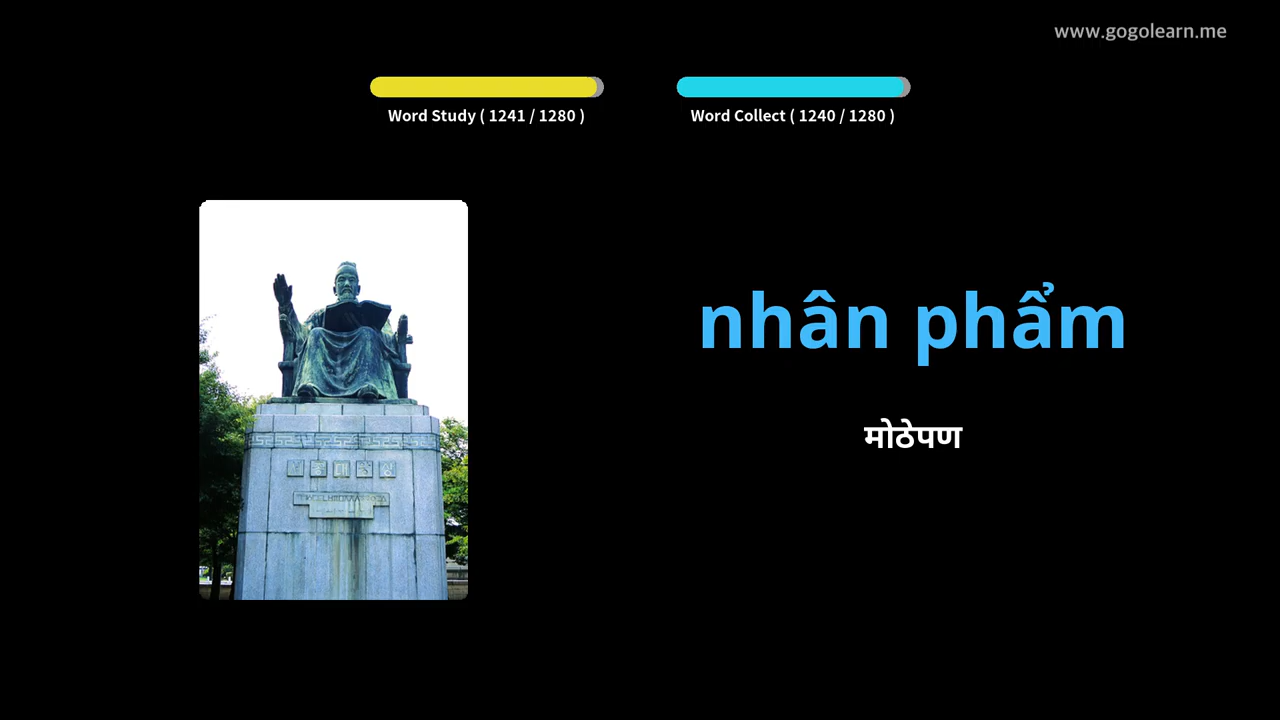 www.gogolearn.me
Word Study ( 1241 / 1280 )
Word Collect ( 1240 / 1280 )
nhân phẩm
मोठेपण